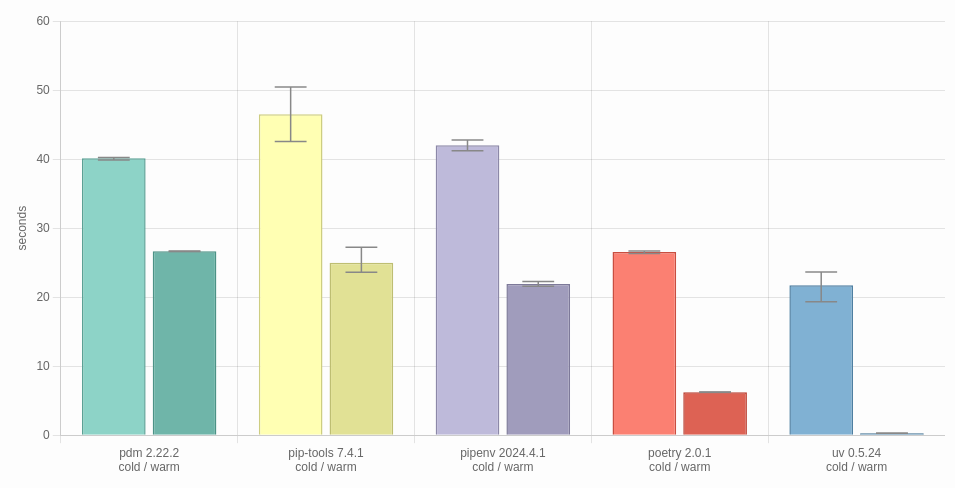 60
50
40
30
20
10
0
seconds
pdm 2.22.2
cold / warm
pip-tools 7.4.1
cold / warm
pipenv 2024.4.1
cold / warm
poetry 2.0.1
cold / warm
uv 0.5.24
cold / warm